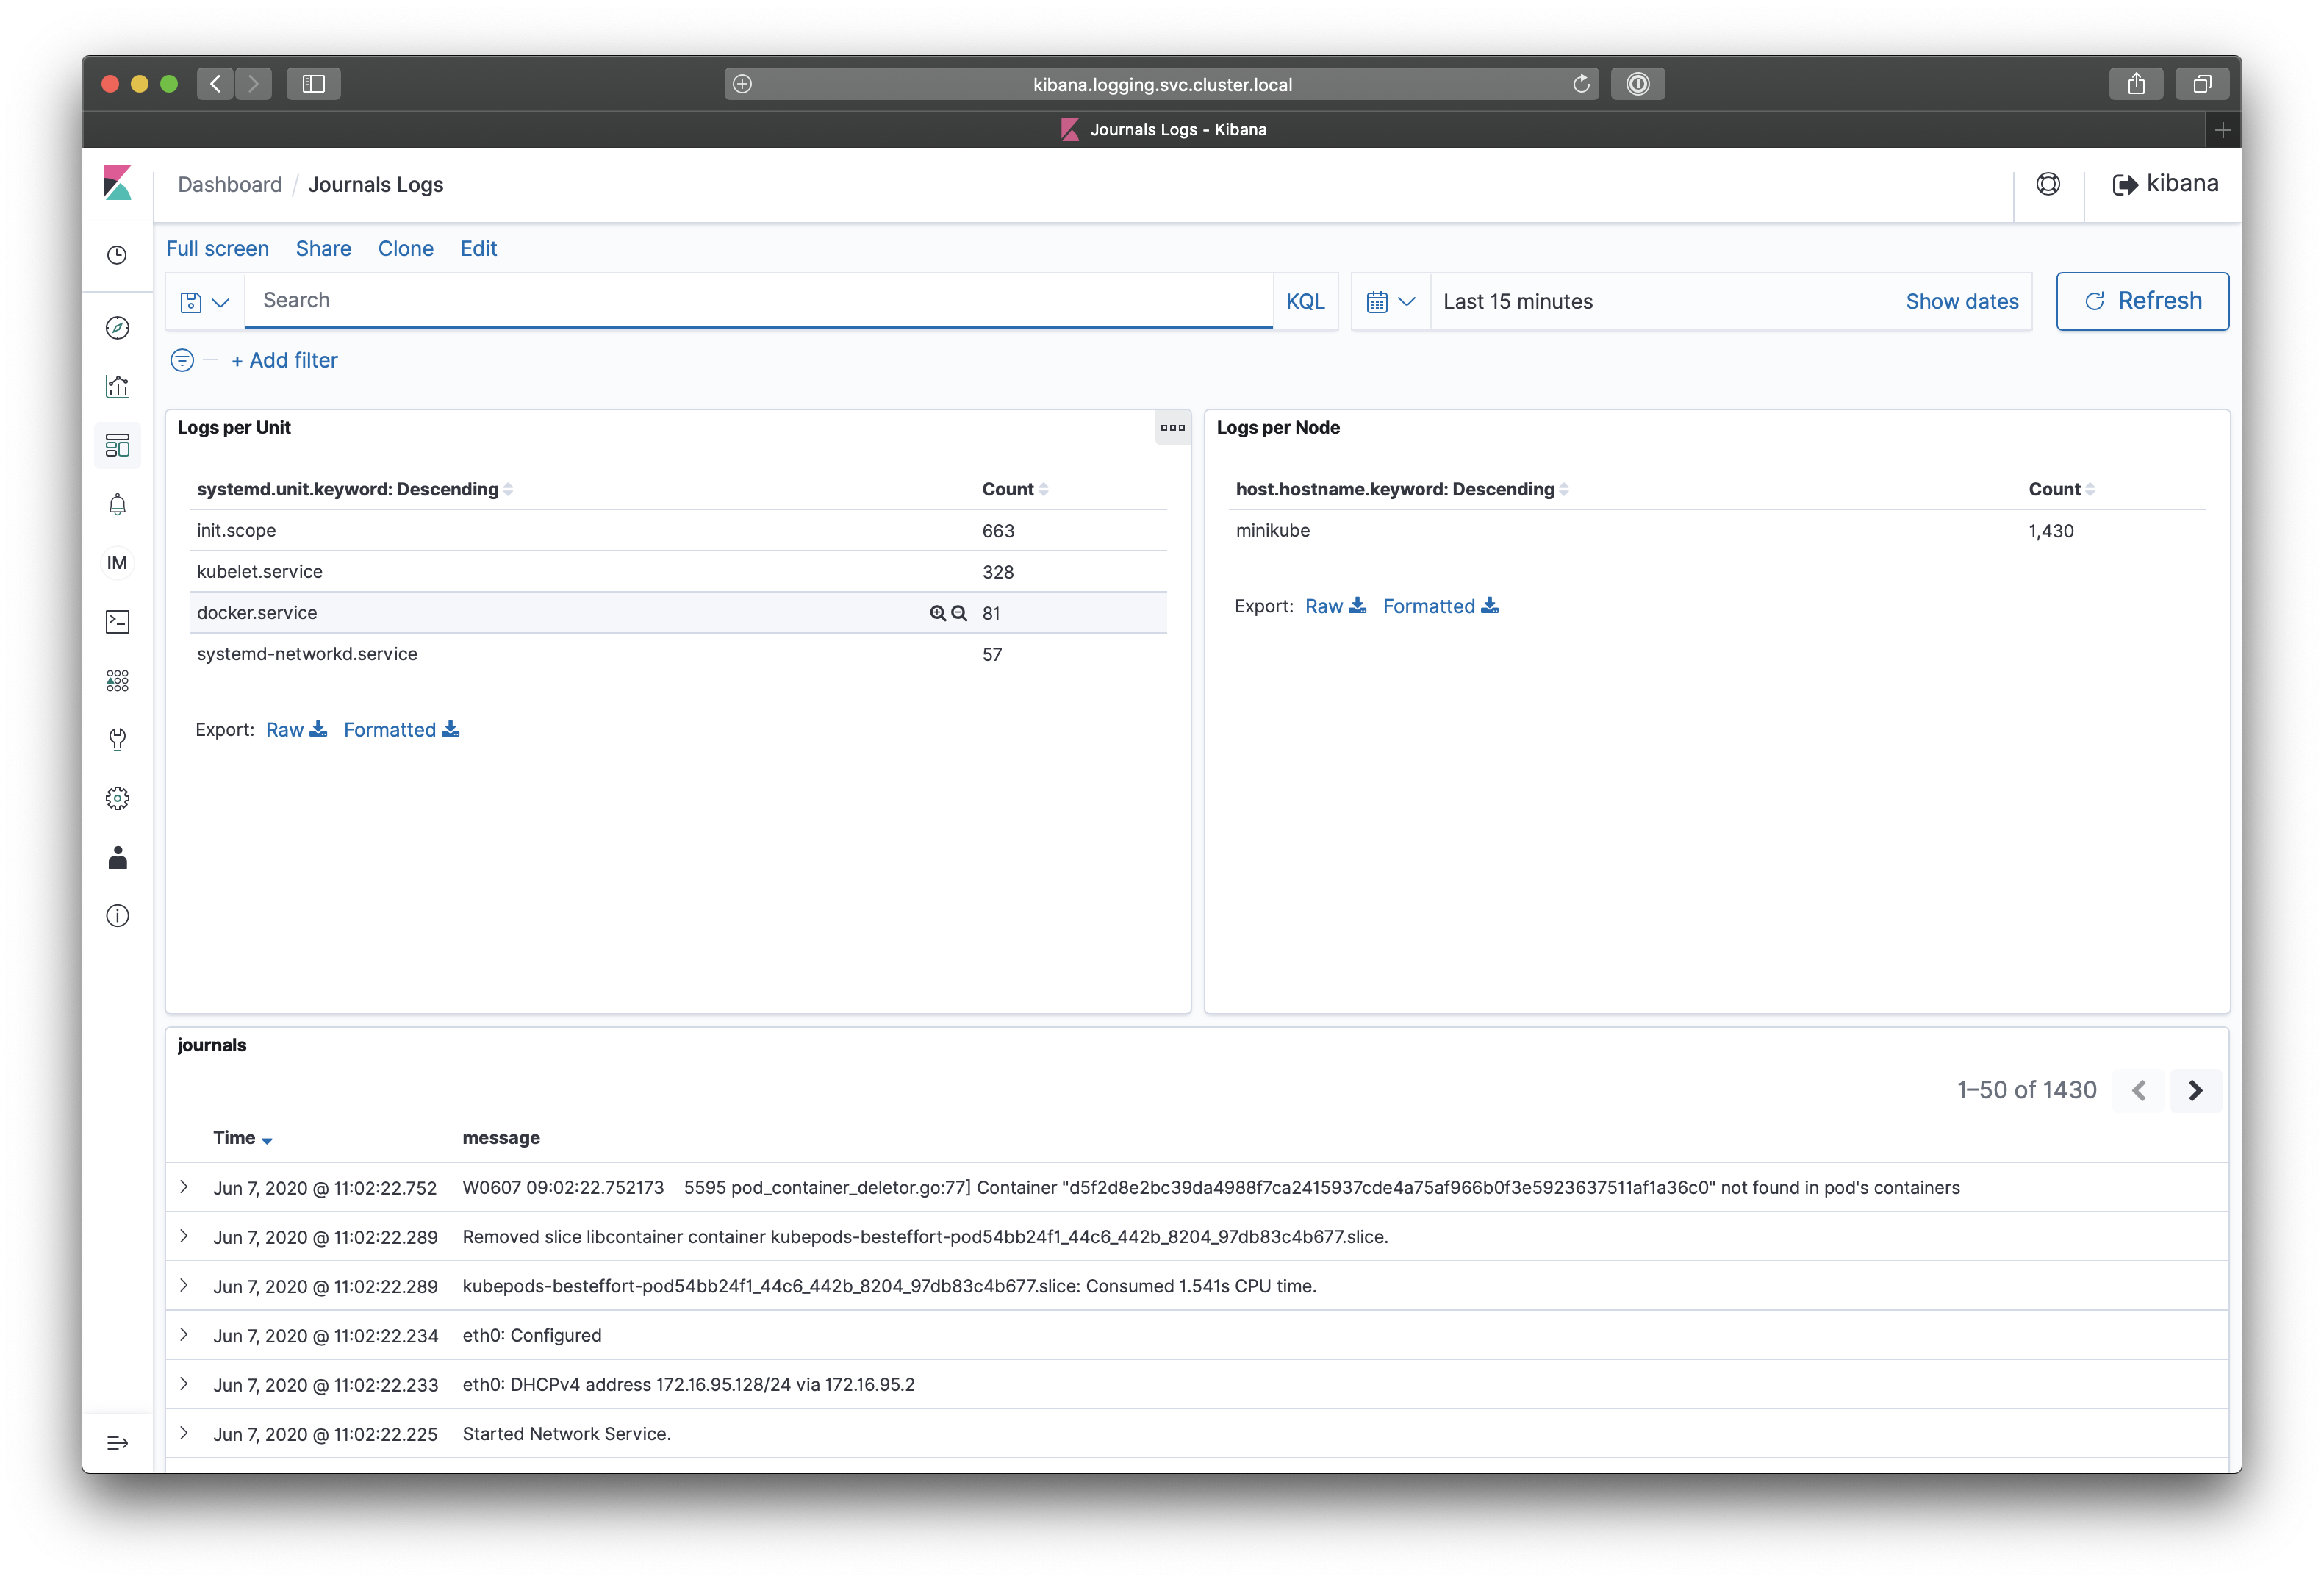 kibana.logging.svc.cluster.local
Journals Logs - Kibana
Dashboard / Journals Logs
kibana
Full screen Share Clone Edit
Search KQL Last 15 minutes Show dates Refresh
+ Add filter
IM
Logs per Unit
systemd.unit.keyword: Descending Count
init.scope 663
kubelet.service 328
docker.service 81
systemd-networkd.service 57
Export: Raw Formatted
Logs per Node
host.hostname.keyword: Descending Count
minikube 1,430
Export: Raw Formatted
journals
1–50 of 1430
Time message
Jun 7, 2020 @ 11:02:22.752 W0607 09:02:22.752173 5595 pod_container_deletor.go:77] Container "d5f2d8e2bc39da4988f7ca2415937cde4a75af966b0f3e5923637511af1a36c0" not found in pod's containers
Jun 7, 2020 @ 11:02:22.289 Removed slice libcontainer container kubepods-besteffort-pod54bb24f1_44c6_442b_8204_97db83c4b677.slice.
Jun 7, 2020 @ 11:02:22.289 kubepods-besteffort-pod54bb24f1_44c6_442b_8204_97db83c4b677.slice: Consumed 1.541s CPU time.
Jun 7, 2020 @ 11:02:22.234 eth0: Configured
Jun 7, 2020 @ 11:02:22.233 eth0: DHCPv4 address 172.16.95.128/24 via 172.16.95.2
Jun 7, 2020 @ 11:02:22.225 Started Network Service.